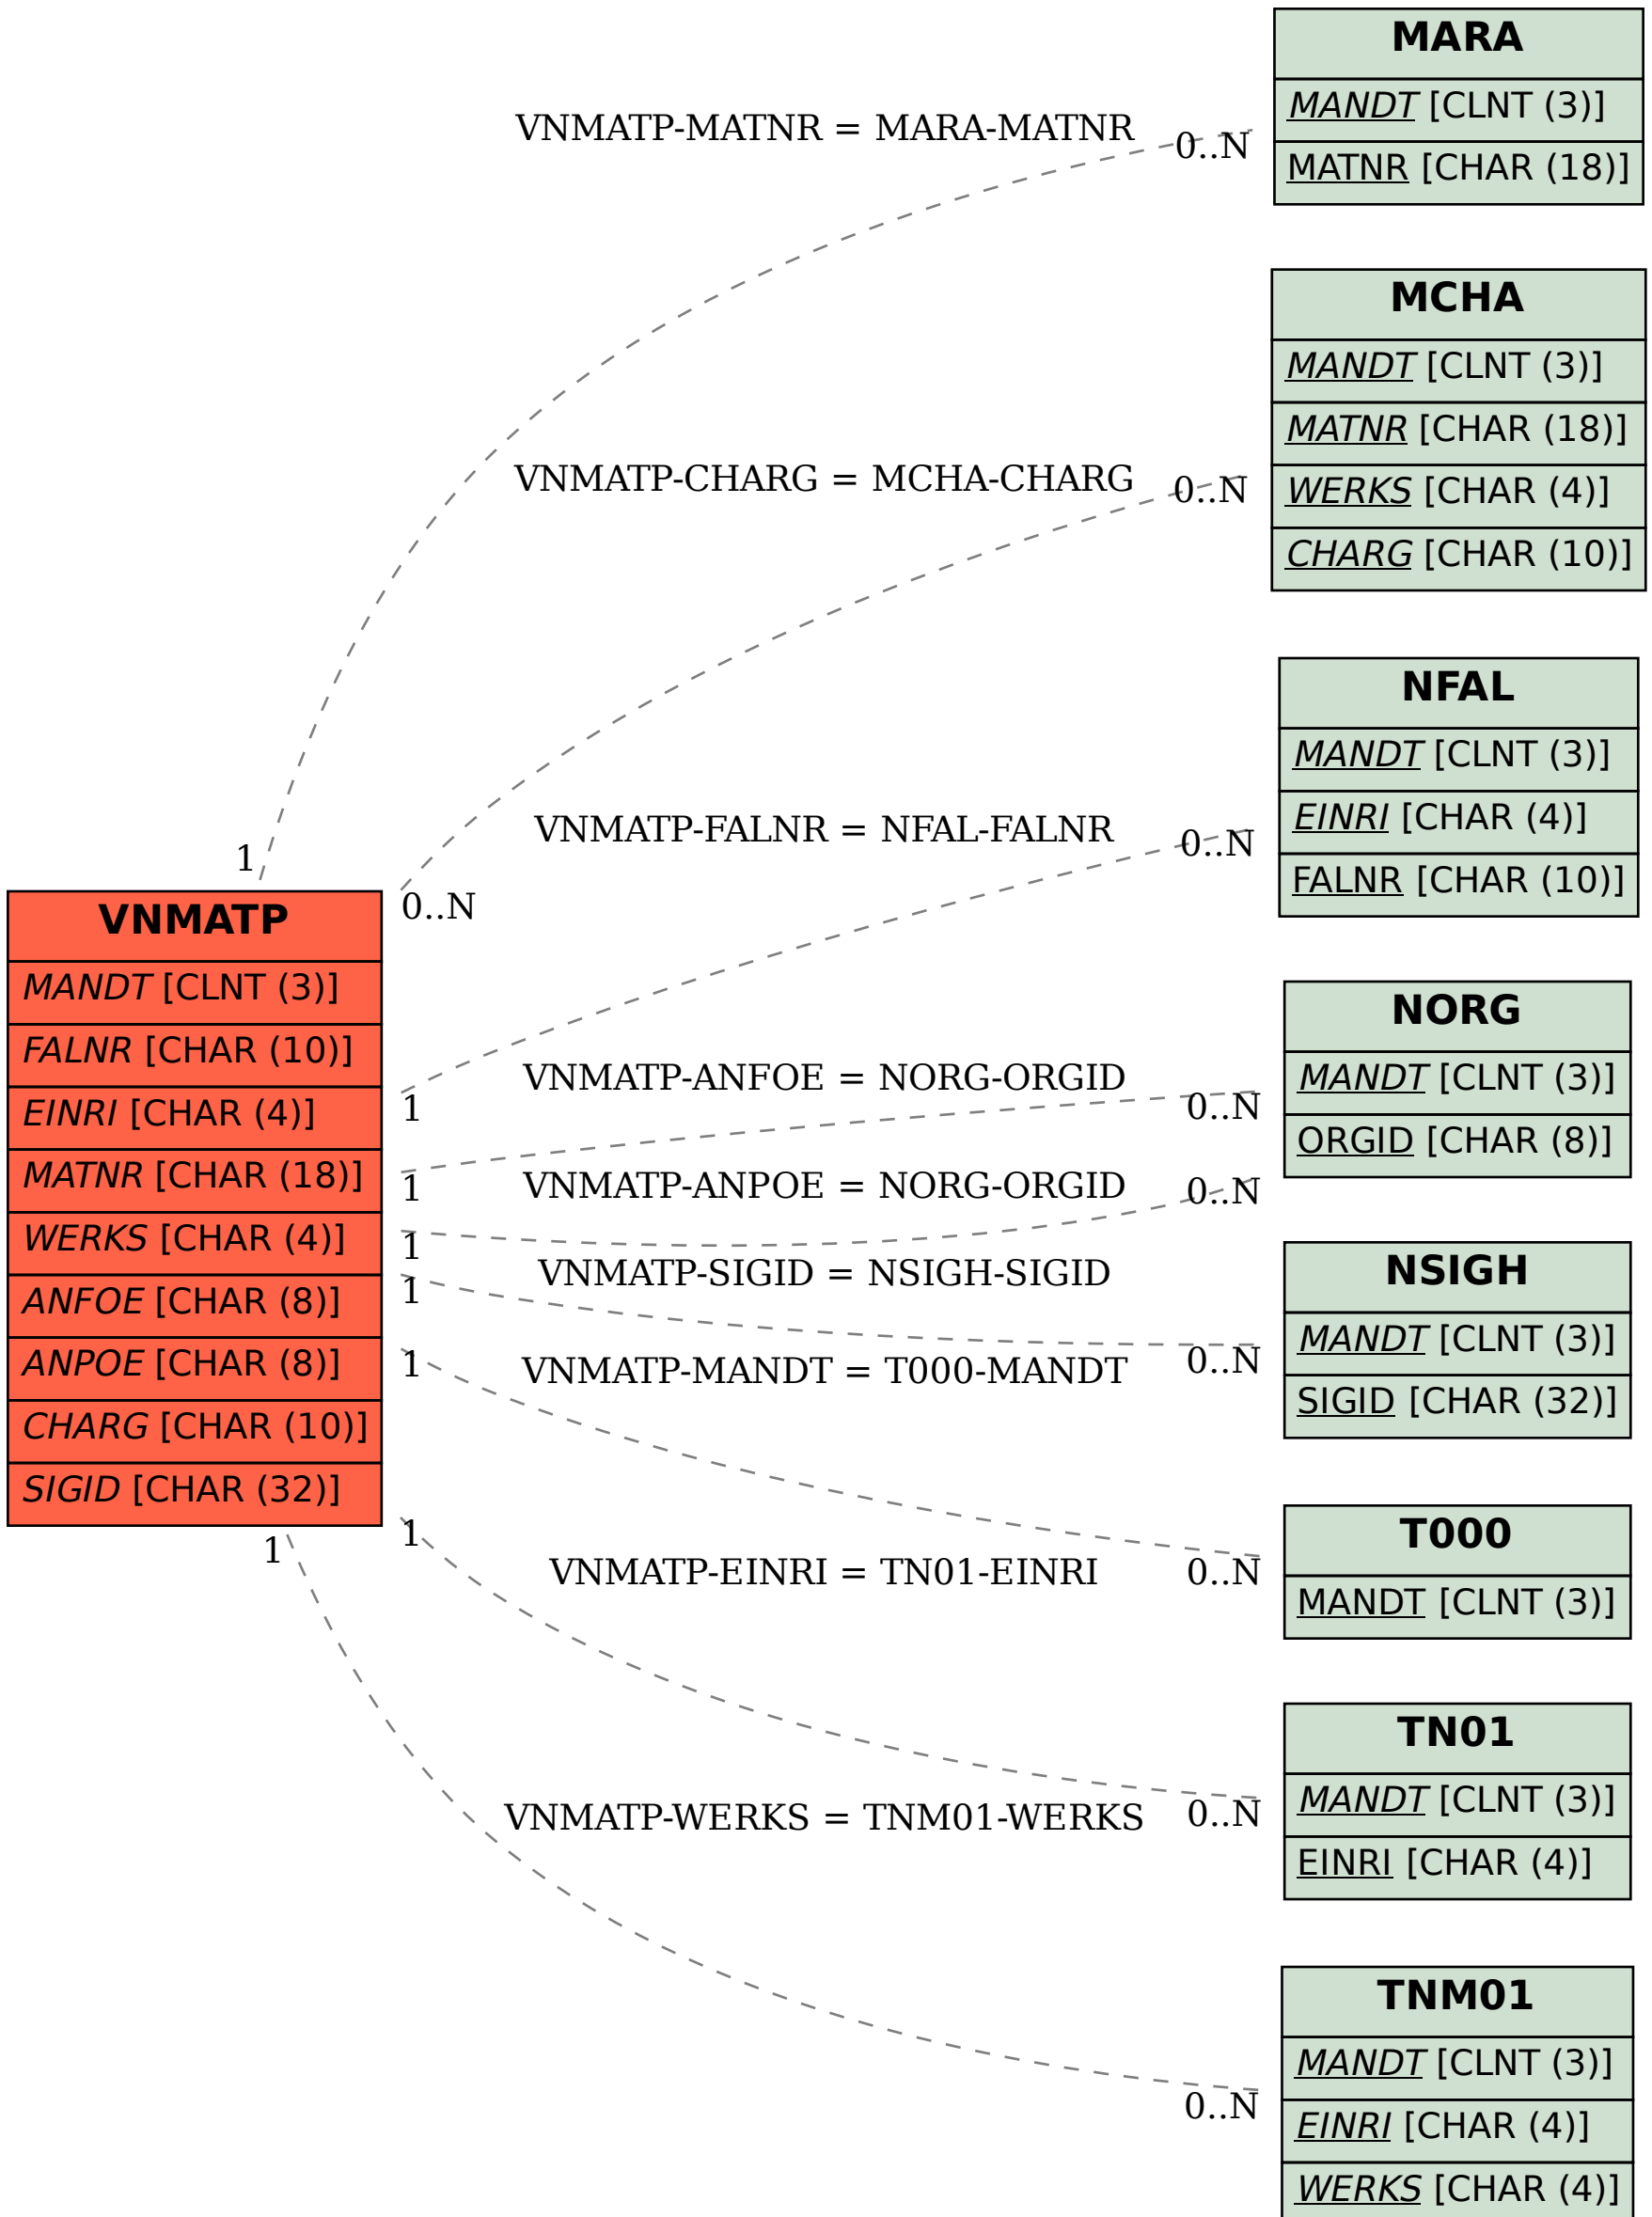 MARA
MANDT [CLNT (3)]
MATNR [CHAR (18)]
VNMATP-MATNR = MARA-MATNR
0..N
1
MCHA
MANDT [CLNT (3)]
MATNR [CHAR (18)]
WERKS [CHAR (4)]
CHARG [CHAR (10)]
VNMATP-CHARG = MCHA-CHARG
0..N
0..N
NFAL
MANDT [CLNT (3)]
EINRI [CHAR (4)]
FALNR [CHAR (10)]
VNMATP-FALNR = NFAL-FALNR
0..N
1
VNMATP
MANDT [CLNT (3)]
FALNR [CHAR (10)]
EINRI [CHAR (4)]
MATNR [CHAR (18)]
WERKS [CHAR (4)]
ANFOE [CHAR (8)]
ANPOE [CHAR (8)]
CHARG [CHAR (10)]
SIGID [CHAR (32)]
NORG
MANDT [CLNT (3)]
ORGID [CHAR (8)]
VNMATP-ANFOE = NORG-ORGID
0..N
1
VNMATP-ANPOE = NORG-ORGID
0..N
1
NSIGH
MANDT [CLNT (3)]
SIGID [CHAR (32)]
VNMATP-SIGID = NSIGH-SIGID
0..N
1
T000
MANDT [CLNT (3)]
VNMATP-MANDT = T000-MANDT
0..N
1
TN01
MANDT [CLNT (3)]
EINRI [CHAR (4)]
VNMATP-EINRI = TN01-EINRI
0..N
1
TNM01
MANDT [CLNT (3)]
EINRI [CHAR (4)]
WERKS [CHAR (4)]
VNMATP-WERKS = TNM01-WERKS
0..N
1